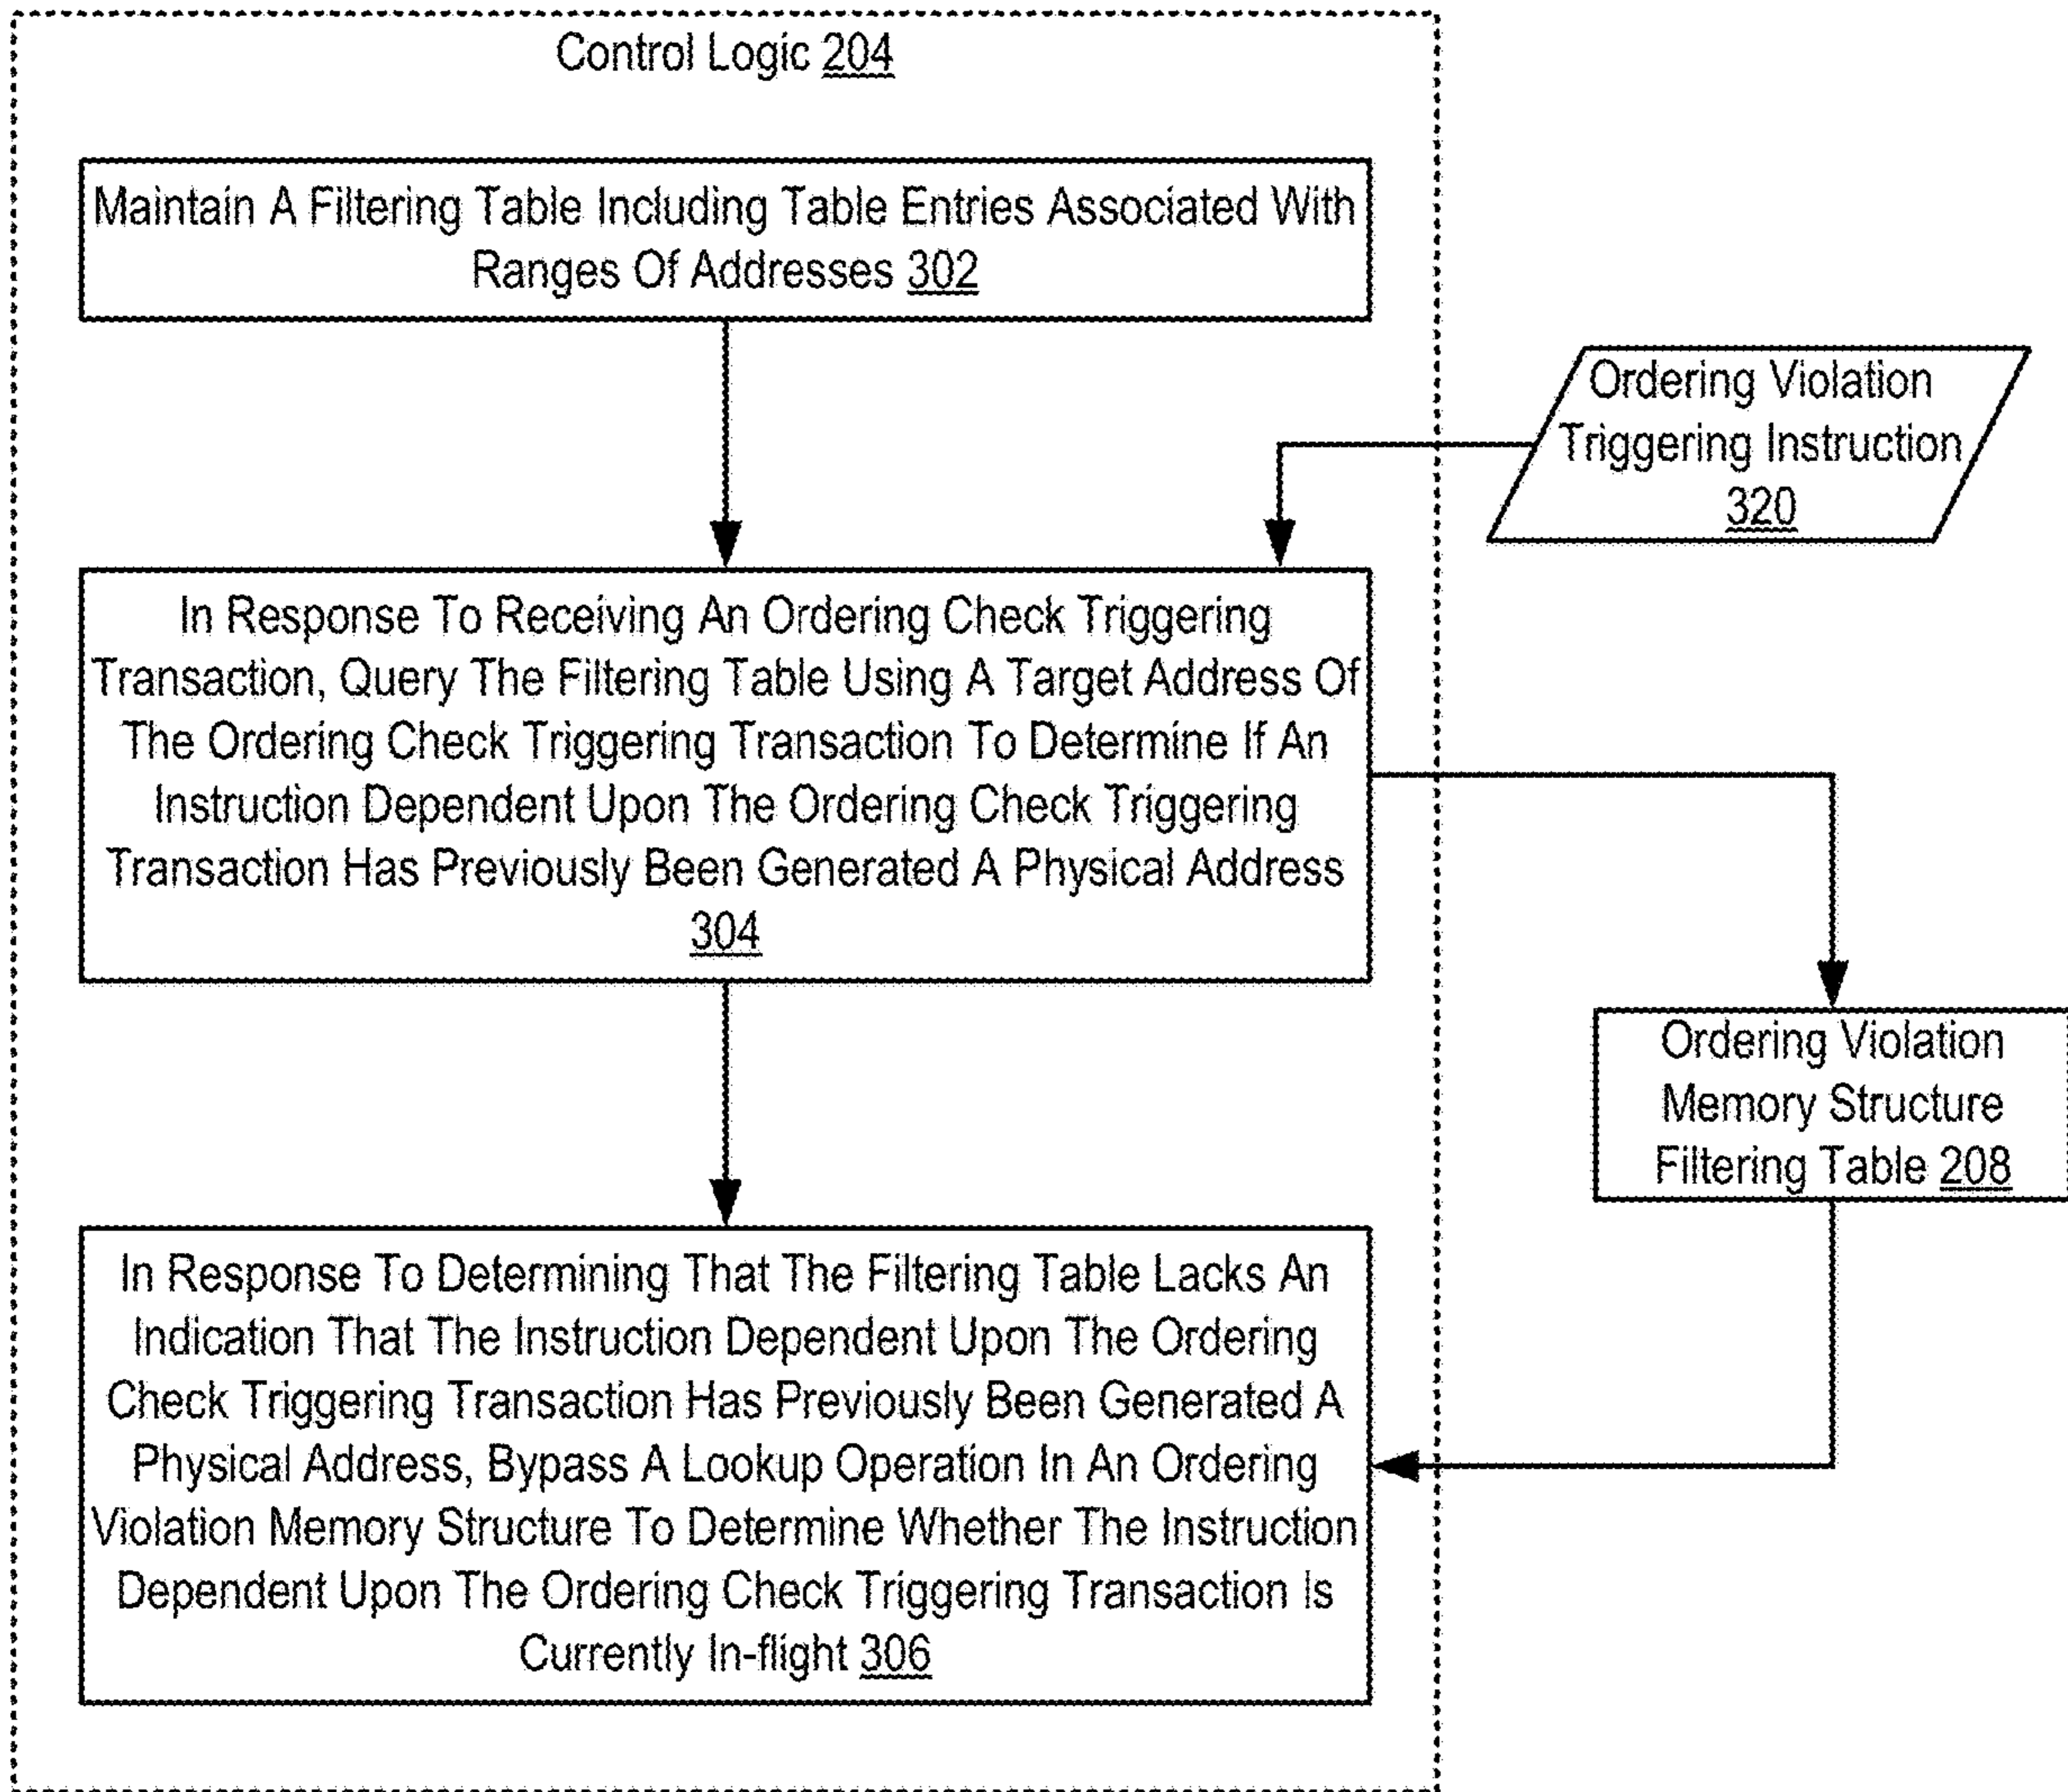 Control Logic 204
Maintain A Filtering Table Including Table Entries Associated With
Ranges Of Addresses 302
Ordering Violation
Triggering Instruction
320
In Response To Receiving An Ordering Check Triggering
Transaction, Query The Filtering Table Using A Target Address Of
The Ordering Check Triggering Transaction To Determine If An
Instruction Dependent Upon The Ordering Check Triggering
Transaction Has Previously Been Generated A Physical Address
304
Ordering Violation
Memory Structure
Filtering Table 208
In Response To Determining That The Filtering Table Lacks An
Indication That The Instruction Dependent Upon The Ordering
Check Triggering Transaction Has Previously Been Generated A
Physical Address, Bypass A Lookup Operation In An Ordering
Violation Memory Structure To Determine Whether The Instruction
Dependent Upon The Ordering Check Triggering Transaction Is
Currently In-flight 306